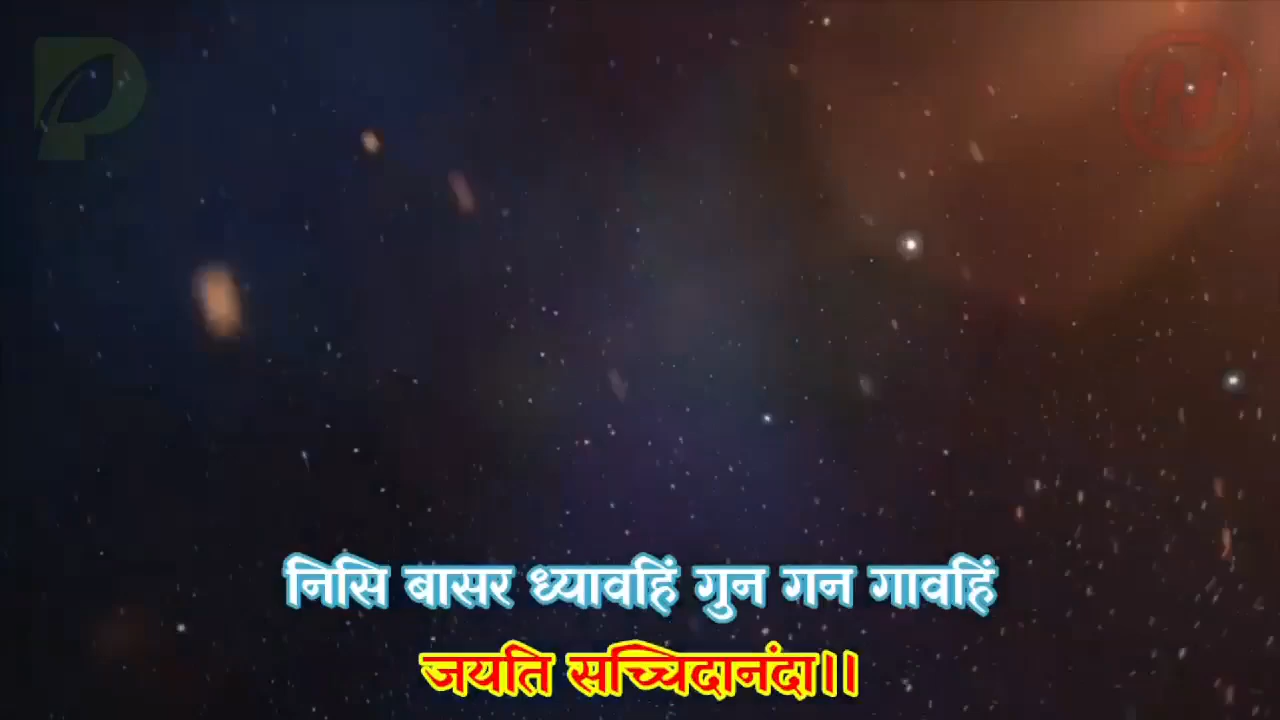 निसि बासर ध्यावहिं गुन गन गावहिं
जयति सच्चिदानंदा।।